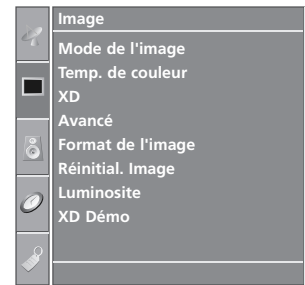 Image
Mode de l'image
Temp. de couleur
XD
Avancé
Format de l'image
Réinitial. Image
Luminosite
XD Démo